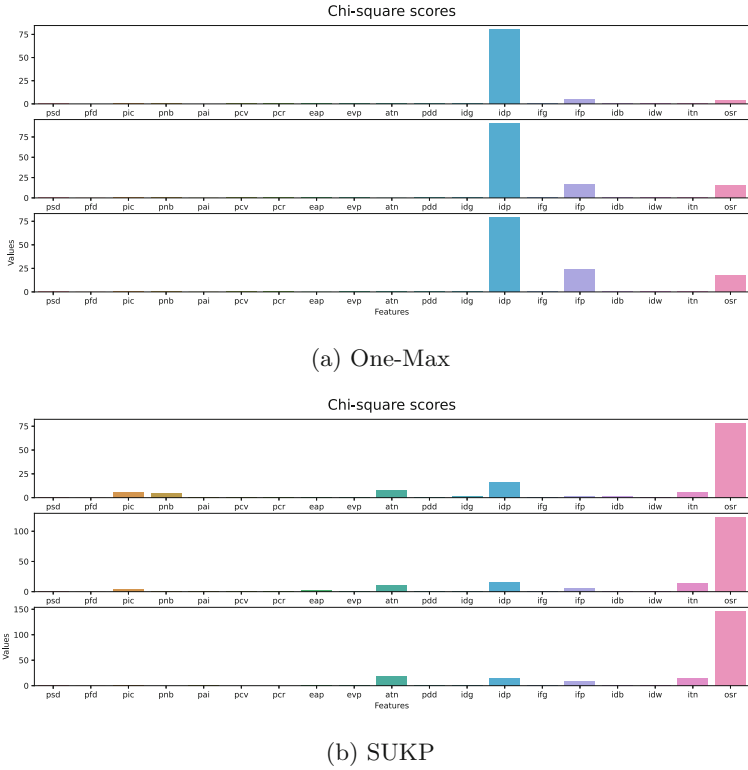 Chi-square scores
75
50
25
0
psd pfd pic pnb pai pcv pcr eap evp atn pdd idg idp ifg ifp idb idw itn osr
75
50
25
0
psd pfd pic pnb pai pcv pcr eap evp atn pdd idg idp ifg ifp idb idw itn osr
75
50
25
0
Values
psd pfd pic pnb pai pcv pcr eap evp atn pdd idg idp ifg ifp idb idw itn osr
Features
(a) One-Max
Chi-square scores
75
50
25
0
psd pfd pic pnb pai pcv pcr eap evp atn pdd idg idp ifg ifp idb idw itn osr
100
50
0
psd pfd pic pnb pai pcv pcr eap evp atn pdd idg idp ifg ifp idb idw itn osr
150
100
50
0
Values
psd pfd pic pnb pai pcv pcr eap evp atn pdd idg idp ifg ifp idb idw itn osr
Features
(b) SUKP